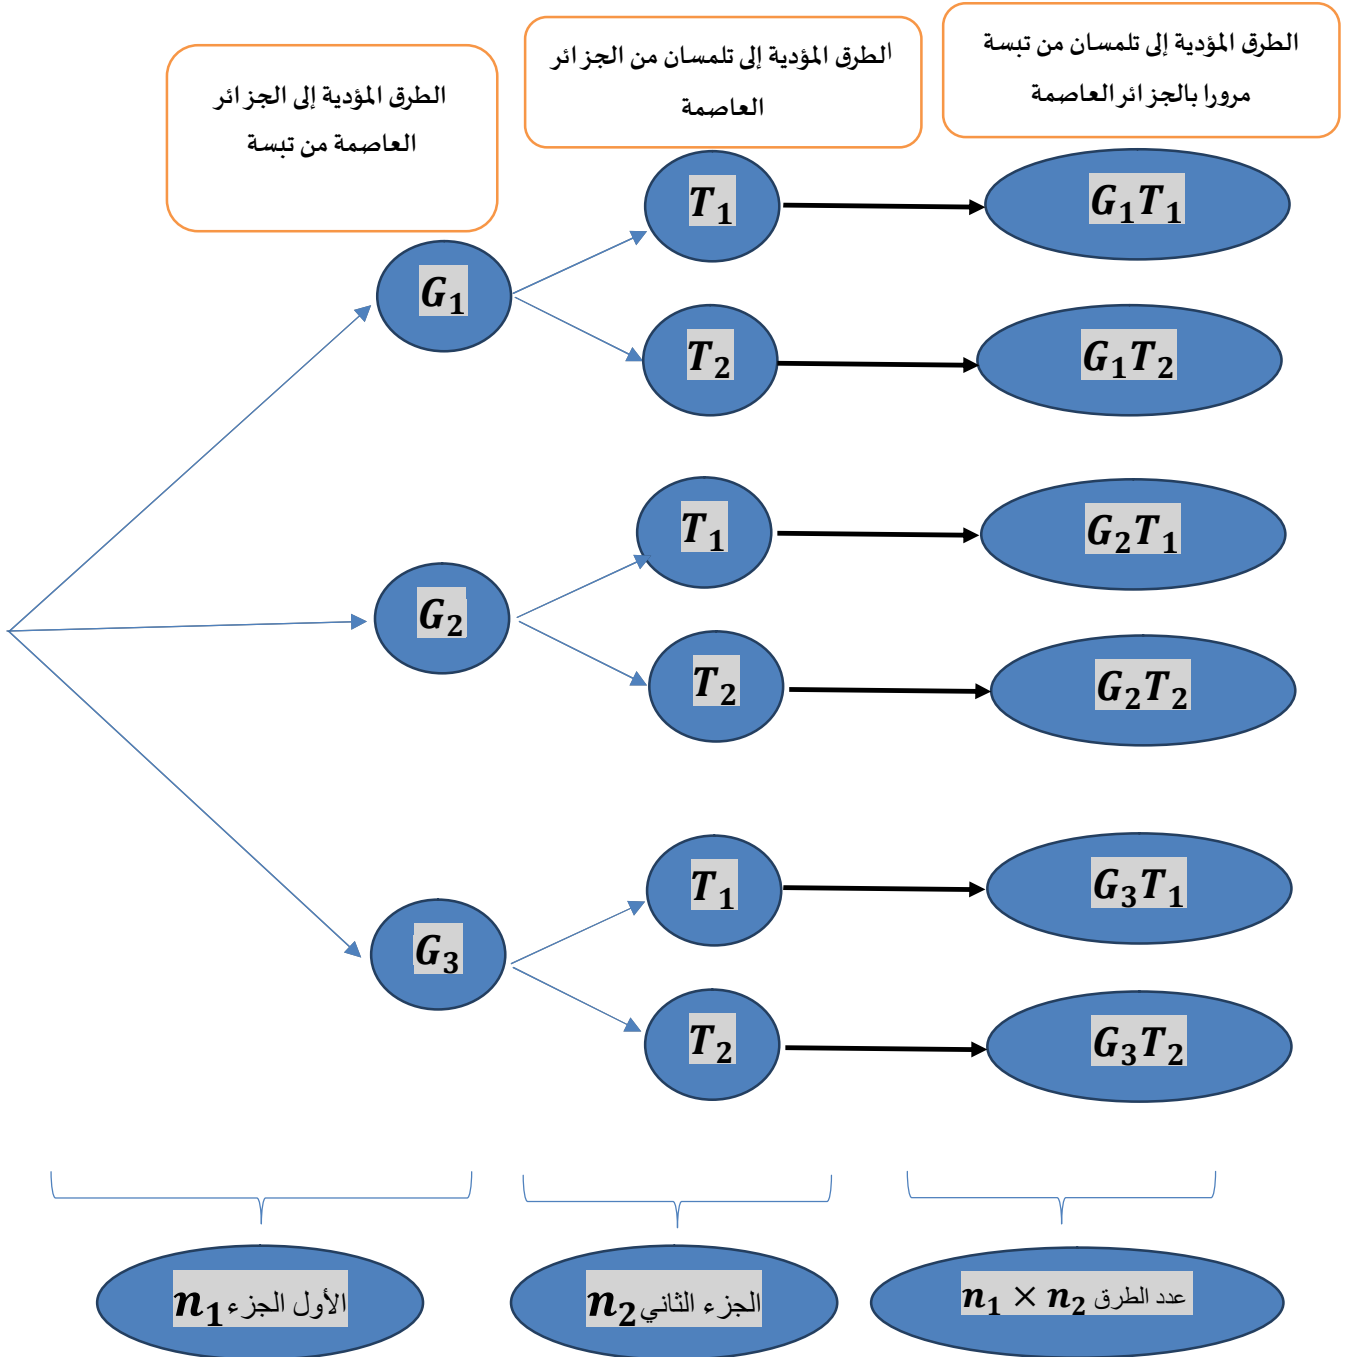 الطرق المؤدية إلى الجزائر
العاصمة من تبسة
الطرق المؤدية إلى تلمسان من الجزائر
العاصمة
الطرق المؤدية إلى تلمسان من تبسة
مرورا بالجزائر العاصمة
G₁
T₁
G₁T₁
T₂
G₁T₂
G₂
T₁
G₂T₁
T₂
G₂T₂
G₃
T₁
G₃T₁
T₂
G₃T₂
الأول الجزء n₁
الجزء الثاني n₂
عدد الطرق n₁ × n₂